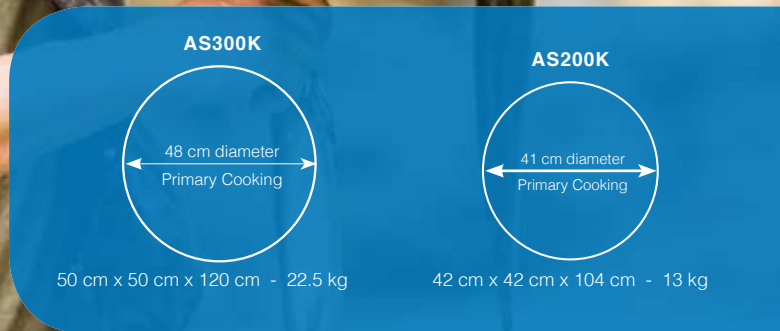 AS300K
48 cm diameter
Primary Cooking
50 cm x 50 cm x 120 cm - 22.5 kg
AS200K
41 cm diameter
Primary Cooking
42 cm x 42 cm x 104 cm - 13 kg